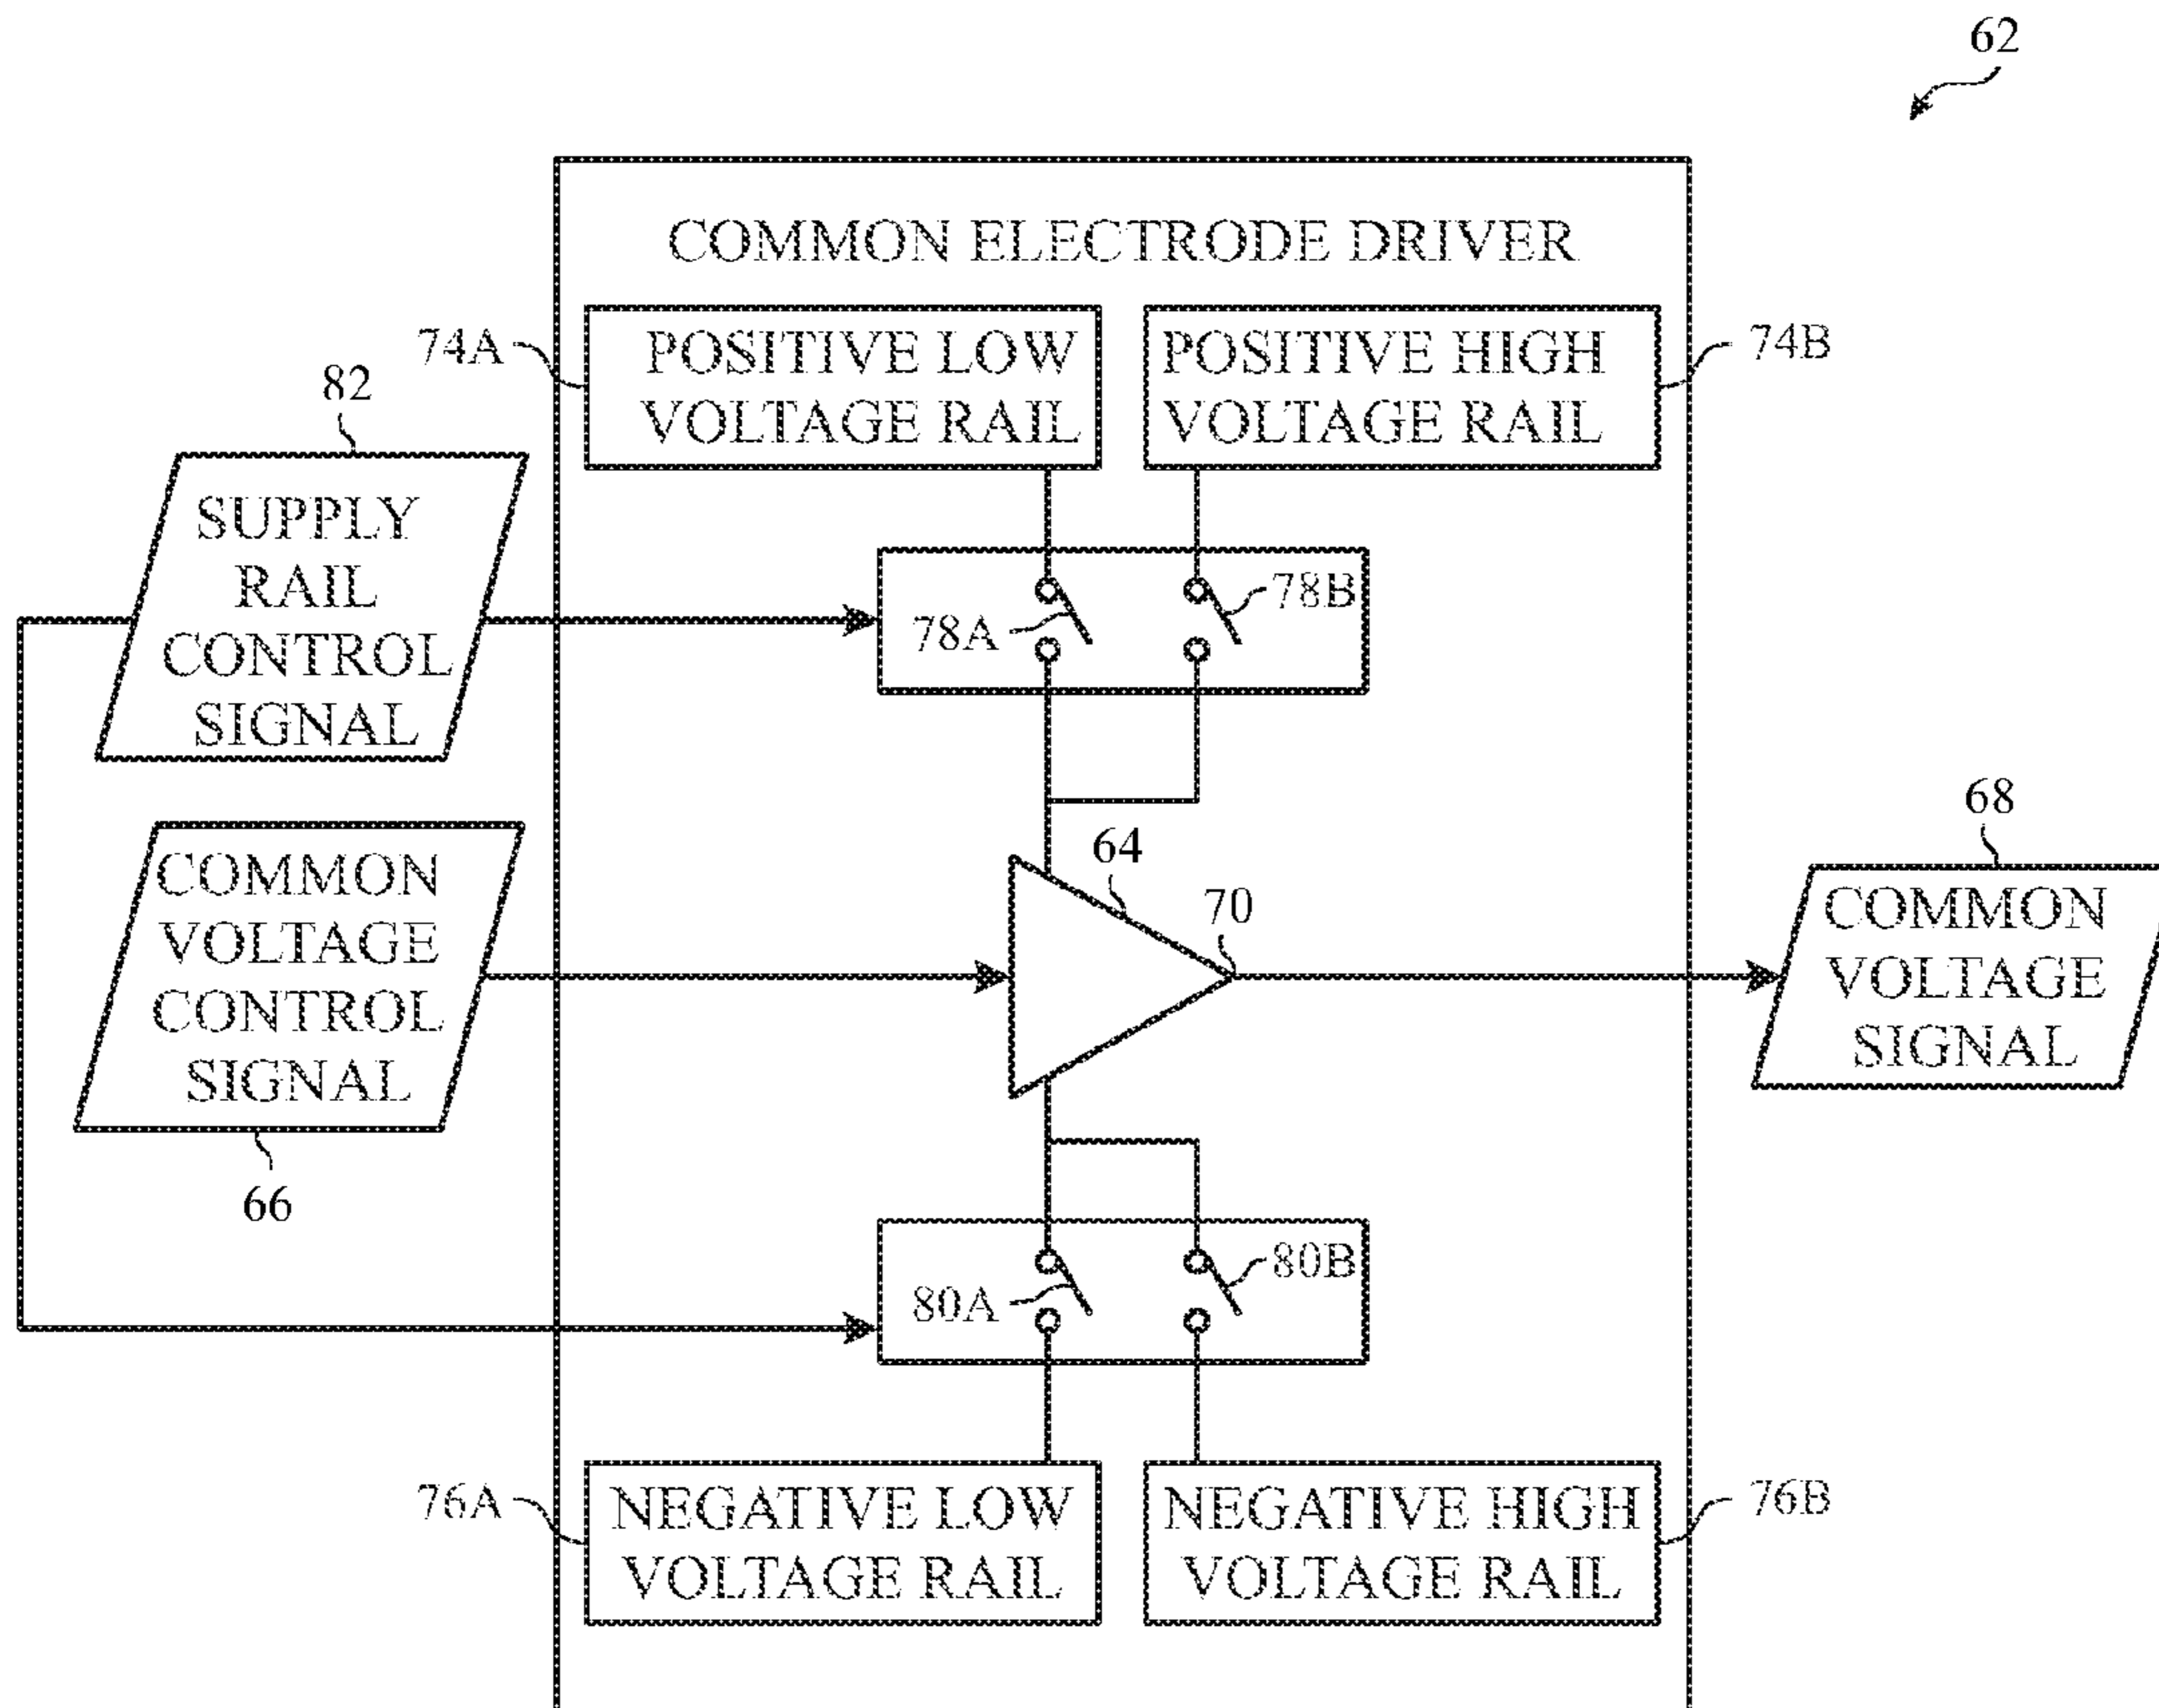 62
COMMON ELECTRODE DRIVER
74A
POSITIVE LOW
VOLTAGE RAIL
POSITIVE HIGH
VOLTAGE RAIL
74B
82
SUPPLY
RAIL
CONTROL
SIGNAL
78A
78B
COMMON
VOLTAGE
CONTROL
SIGNAL
66
64
70
68
COMMON
VOLTAGE
SIGNAL
80A
80B
76A
NEGATIVE LOW
VOLTAGE RAIL
NEGATIVE HIGH
VOLTAGE RAIL
76B